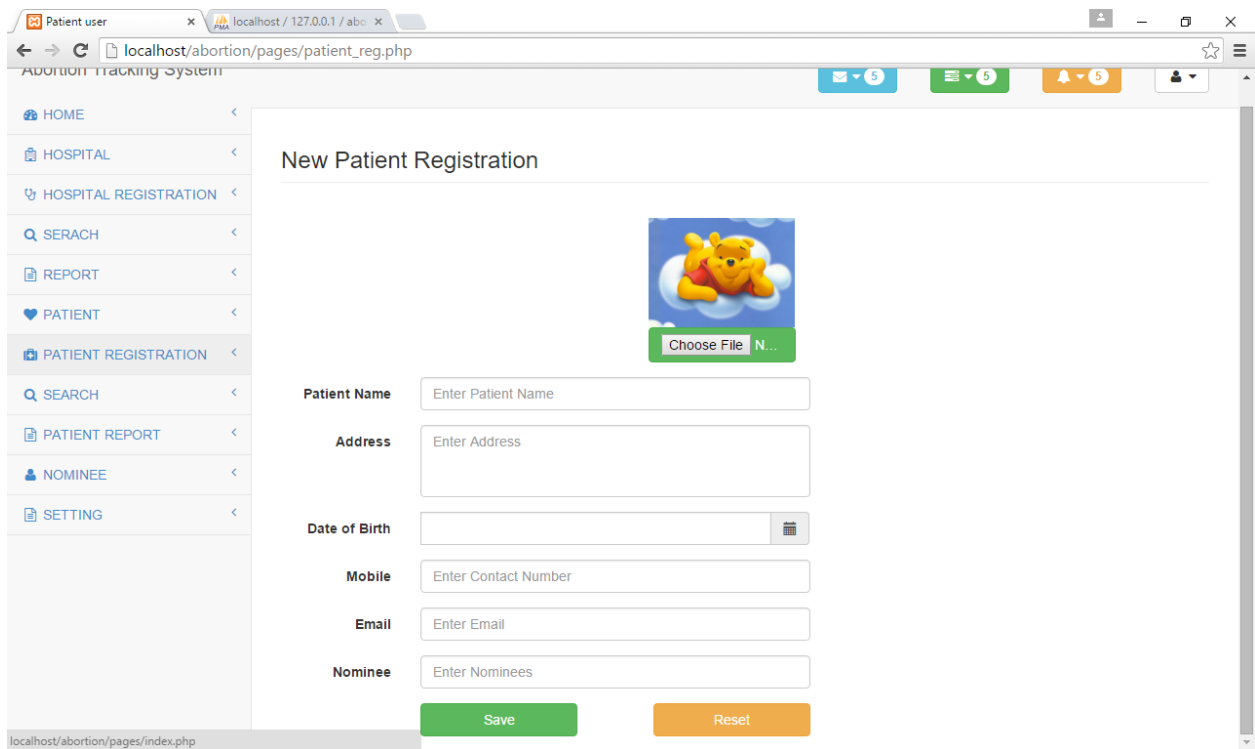 Patient user
localhost / 127.0.0.1 / abo
localhost/abortion/pages/patient_reg.php
Abortion Tracking System
5
5
5
HOME
HOSPITAL
HOSPITAL REGISTRATION
SERACH
REPORT
PATIENT
PATIENT REGISTRATION
SEARCH
PATIENT REPORT
NOMINEE
SETTING
New Patient Registration
Choose File N...
Patient Name Enter Patient Name
Address Enter Address
Date of Birth
Mobile Enter Contact Number
Email Enter Email
Nominee Enter Nominees
Save Reset
localhost/abortion/pages/index.php